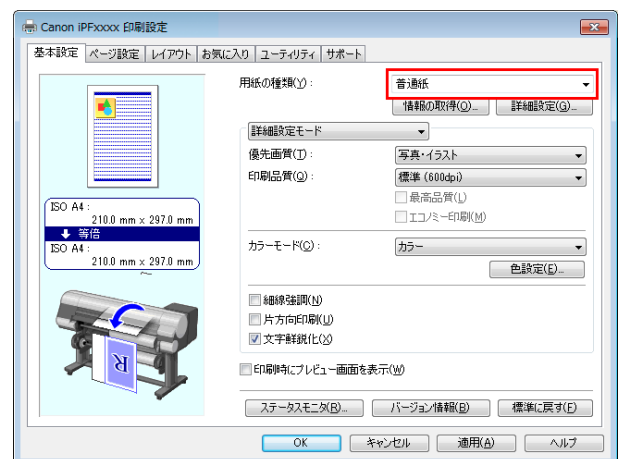 Canon iPFxxxx 印刷設定
基本設定 ページ設定 レイアウト お気に入り ユーティリティ サポート
用紙の種類(Y) : 普通紙
情報の取得(O)... 詳細設定(G)...
詳細設定モード
優先画質(T) : 写真・イラスト
印刷品質(Q) : 標準 (600dpi)
最高品質(L)
エコノミー印刷(M)
ISO A4 :
210.0 mm x 297.0 mm
等倍
ISO A4 :
210.0 mm x 297.0 mm
カラーモード(C) : カラー
色設定(E)...
細線強調(N)
片方向印刷(U)
文字鮮鋭化(X)
R
印刷時にプレビュー画面を表示(W)
ステータスモニタ(R)... バージョン情報(B) 標準に戻す(F)
OK キャンセル 適用(A) ヘルプ